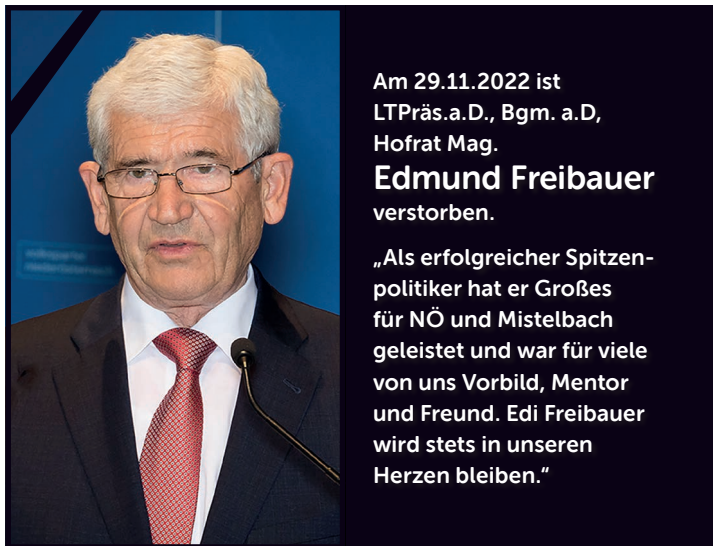 Am 29.11.2022 ist
LTPräs.a.D., Bgm. a.D,
Hofrat Mag.
Edmund Freibauer
verstorben.
„Als erfolgreicher Spitzen-
politiker hat er Großes
für NÖ und Mistelbach
geleistet und war für viele
von uns Vorbild, Mentor
und Freund. Edi Freibauer
wird stets in unseren
Herzen bleiben.“
volkspartei
niederösterreich